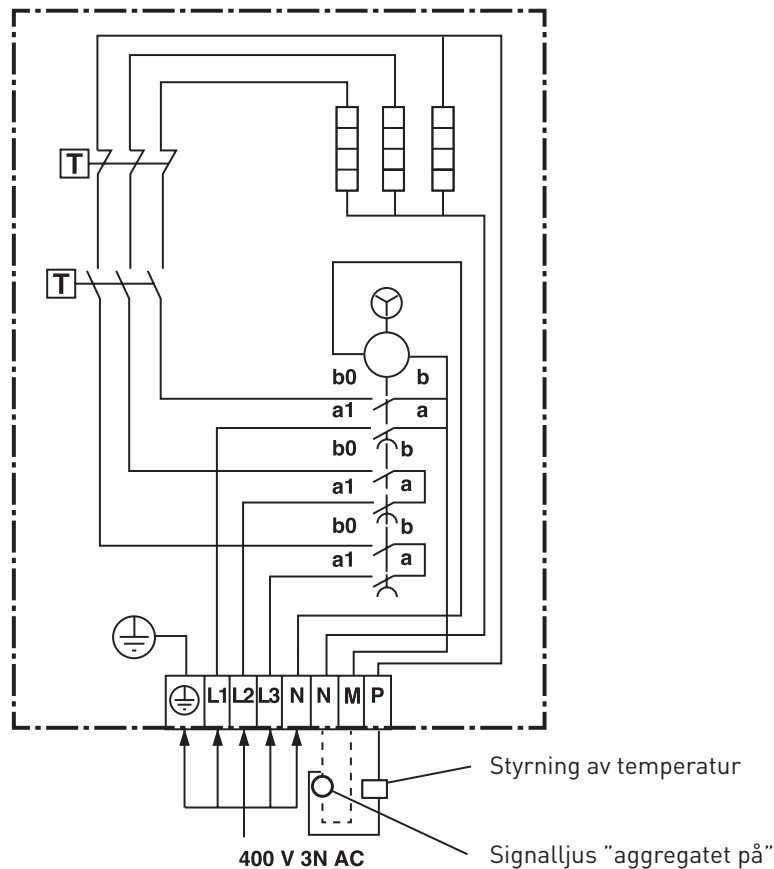 T
T
b0 b
a1 a
b0 b
a1 a
b0 b
a1 a
L1 L2 L3 N N M P
Styrning av temperatur
400 V 3N AC
Signalljus ”aggregatet på”